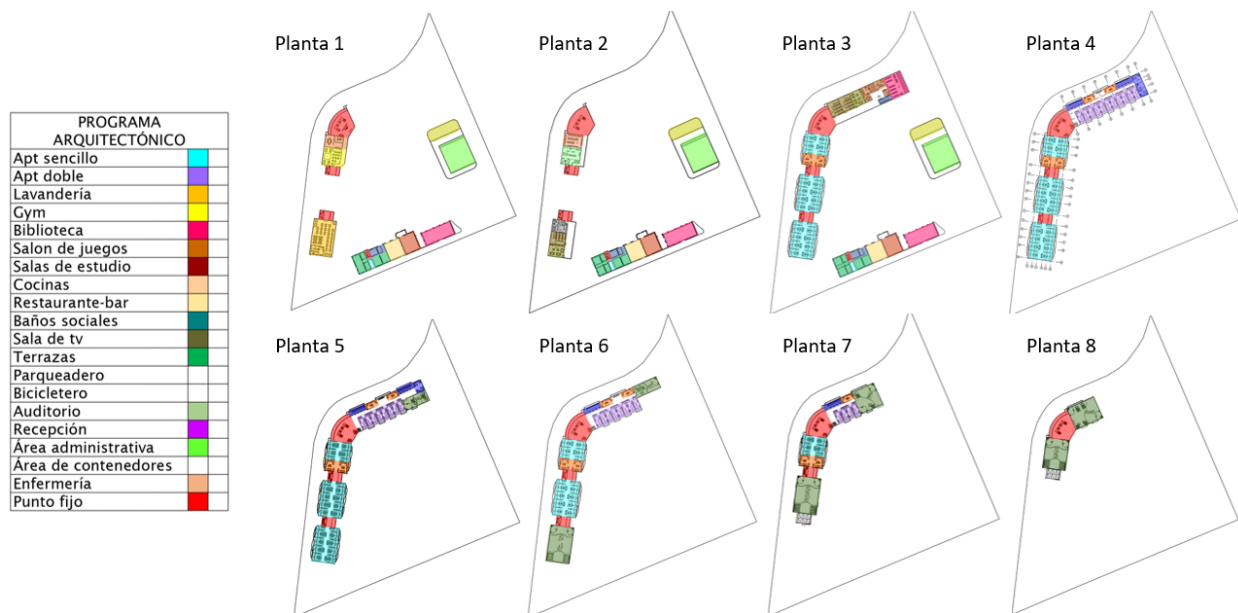 Planta 1
Planta 2
Planta 3
Planta 4
PROGRAMA
ARQUITECTÓNICO
Apt sencillo
Apt doble
Lavandería
Gym
Biblioteca
Salon de juegos
Salas de estudio
Cocinas
Restaurante-bar
Baños sociales
Sala de tv
Terrazas
Parqueadero
Bicicletero
Auditorio
Recepción
Área administrativa
Área de contenedores
Enfermería
Punto fijo
Planta 5
Planta 6
Planta 7
Planta 8